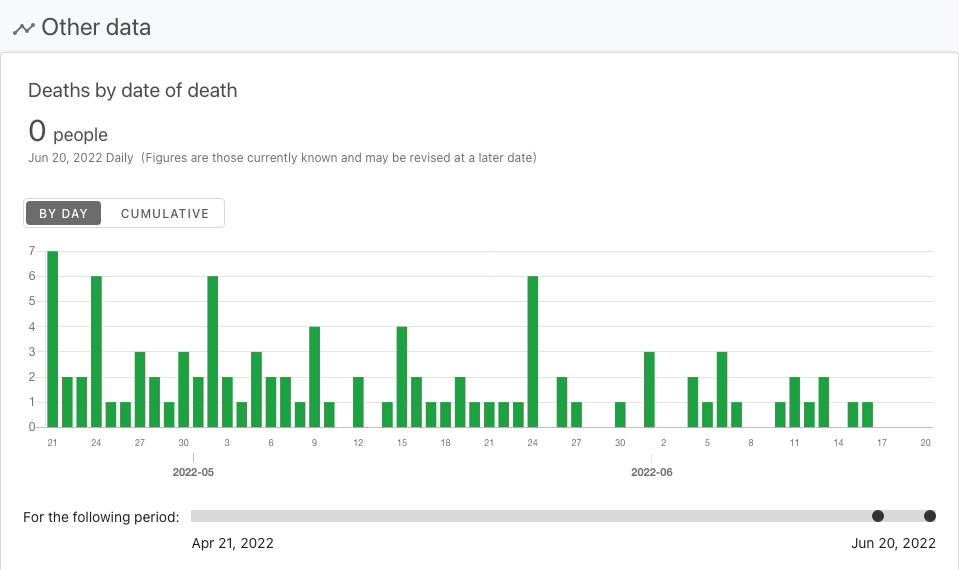 Other data
Deaths by date of death
0 people
Jun 20, 2022 Daily (Figures are those currently known and may be revised at a later date)
BY DAY CUMULATIVE
7
6
5
4
3
2
1
0
21 24 27 30 3 6 9 12 15 18 21 24 27 30 2 5 8 11 14 17 20
2022-05 2022-06
For the following period:
Apr 21, 2022 Jun 20, 2022